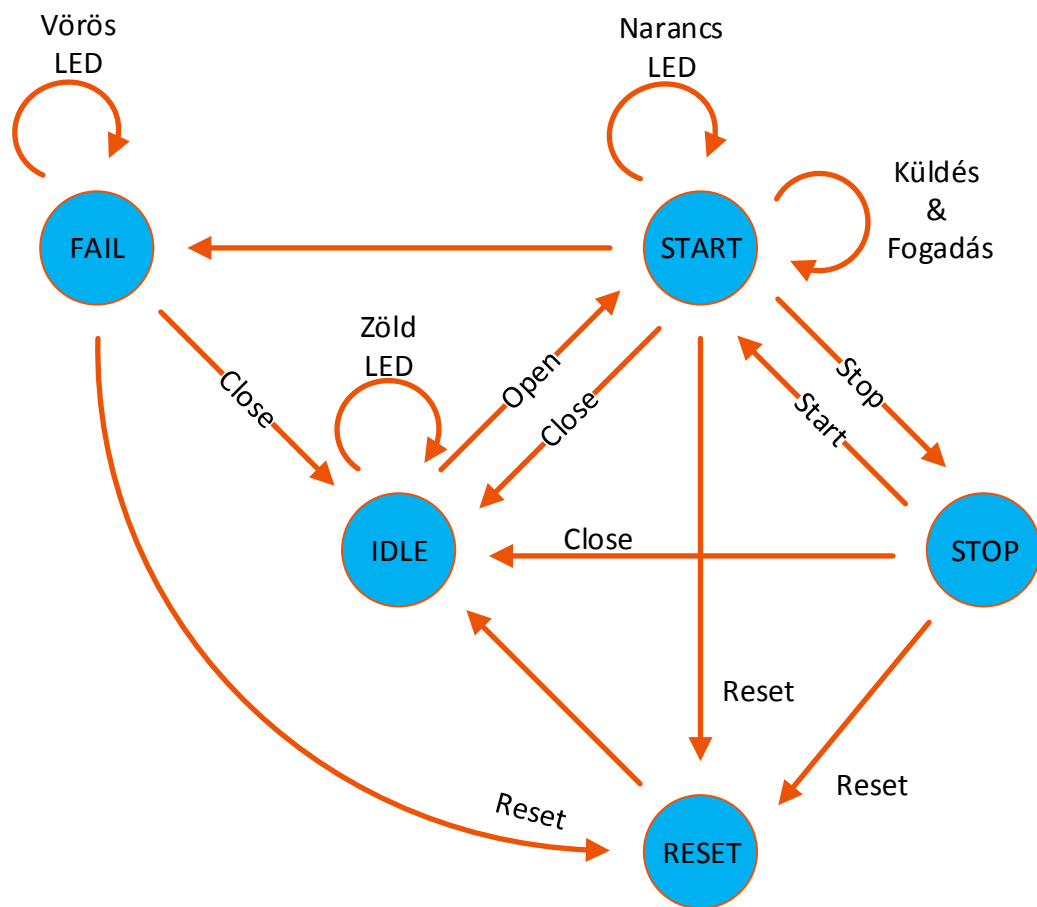 Vörös
LED
Narancs
LED
Küldés
&
Fogadás
FAIL
START
Zöld
LED
Close
Open
Close
Stop
Start
IDLE
Close
STOP
Reset
Reset
Reset
RESET